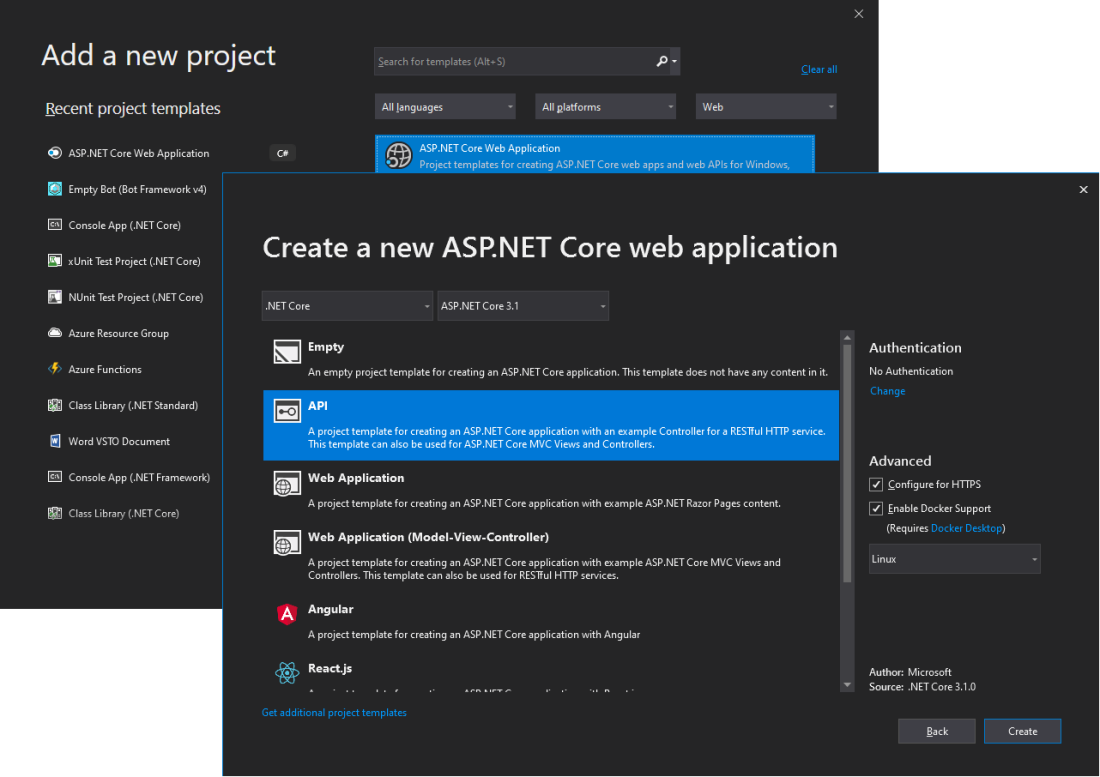 Add a new project
Search for templates (Alt+S)
Clear all
Recent project templates
All languages
All platforms
Web
ASP.NET Core Web Application
C#
Empty Bot (Bot Framework v4)
Console App (.NET Core)
xUnit Test Project (.NET Core)
NUnit Test Project (.NET Core)
Azure Resource Group
Azure Functions
Class Library (.NET Standard)
Word VSTO Document
Console App (.NET Framework)
Class Library (.NET Core)
ASP.NET Core Web Application
Project templates for creating ASP.NET Core web apps and web APIs for Windows,
Create a new ASP.NET Core web application
.NET Core
ASP.NET Core 3.1
Empty
An empty project template for creating an ASP.NET Core application. This template does not have any content in it.
API
A project template for creating an ASP.NET Core application with an example Controller for a RESTful HTTP service.
This template can also be used for ASP.NET Core MVC Views and Controllers.
Web Application
A project template for creating an ASP.NET Core application with example ASP.NET Razor Pages content.
Web Application (Model-View-Controller)
A project template for creating an ASP.NET Core application with example ASP.NET Core MVC Views and
Controllers. This template can also be used for RESTful HTTP services.
Angular
A project template for creating an ASP.NET Core application with Angular
React.js
Get additional project templates
Authentication
No Authentication
Change
Advanced
Configure for HTTPS
Enable Docker Support
(Requires Docker Desktop)
Linux
Author: Microsoft
Source: .NET Core 3.1.0
Back
Create